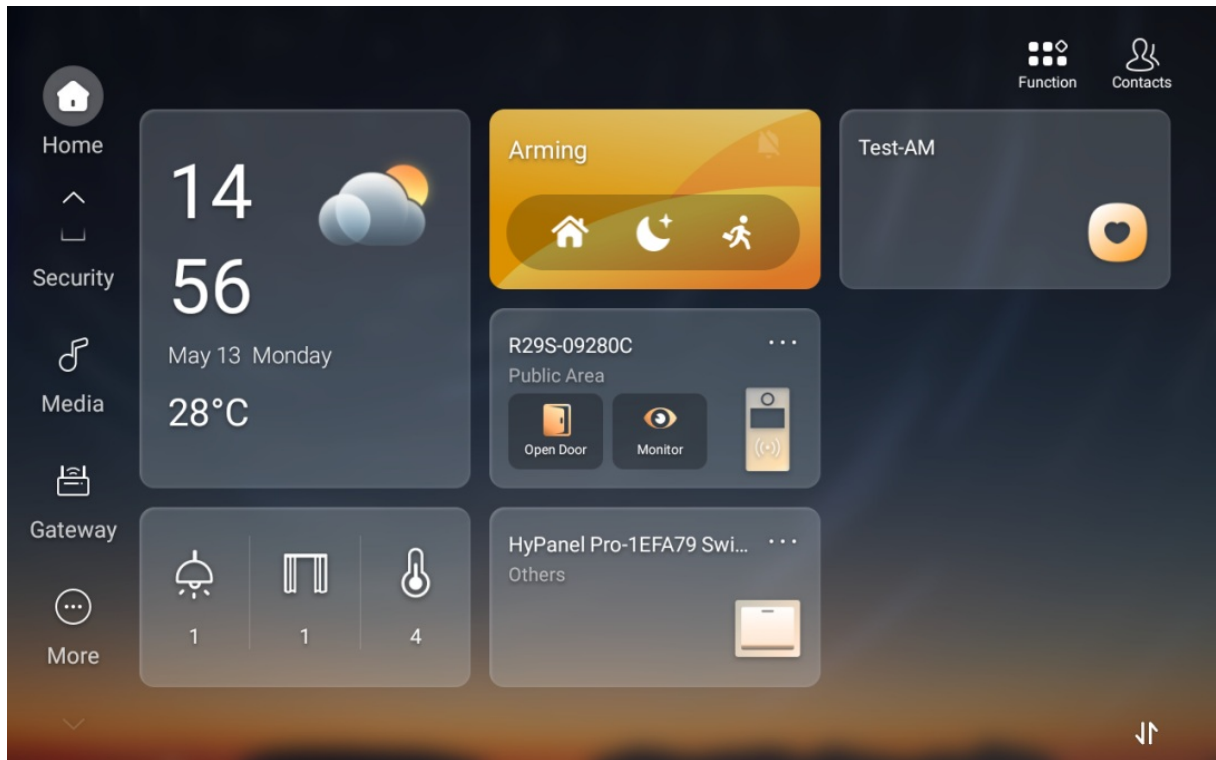 Function
Contacts
Home
Security
Media
Gateway
More
14
56
May 13 Monday
28°C
1
1
4
Arming
R29S-09280C
Public Area
Open Door
Monitor
HyPanel Pro-1EFA79 Swi...
Others
Test-AM